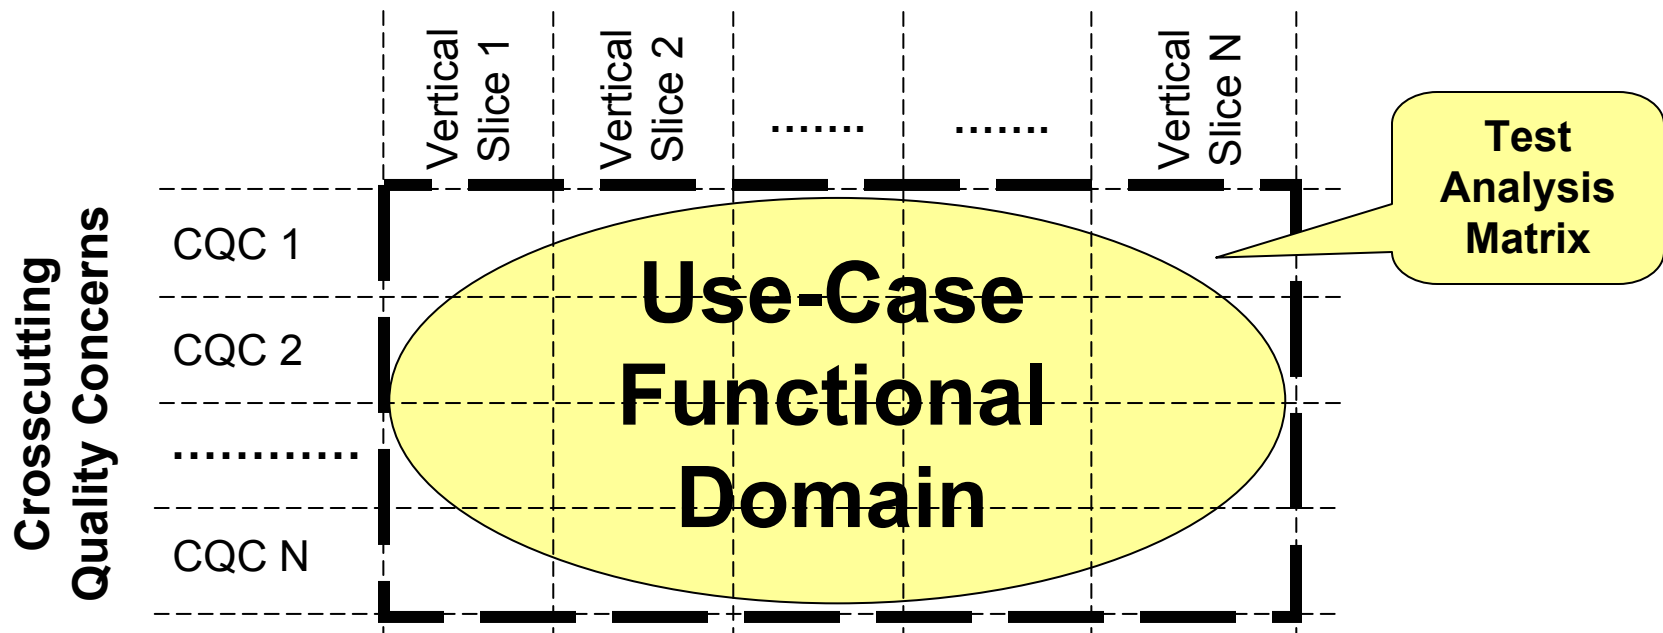 Vertical
Slice 1
Vertical
Slice 2
.......
.......
Vertical
Slice N
Test
Analysis
Matrix
Crosscutting
Quality Concerns
CQC 1
CQC 2
............
CQC N
Use-Case
Functional
Domain